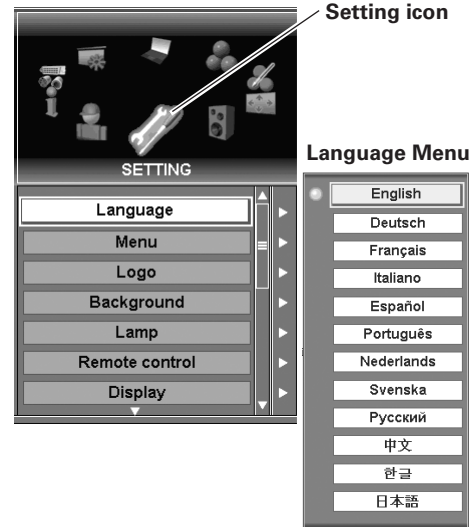 Setting icon
SETTING
Language
Menu
Logo
Background
Lamp
Remote control
Display
Language Menu
English
Deutsch
Français
Italiano
Español
Português
Nederlands
Svenska
Русский
中文
한글
日本語